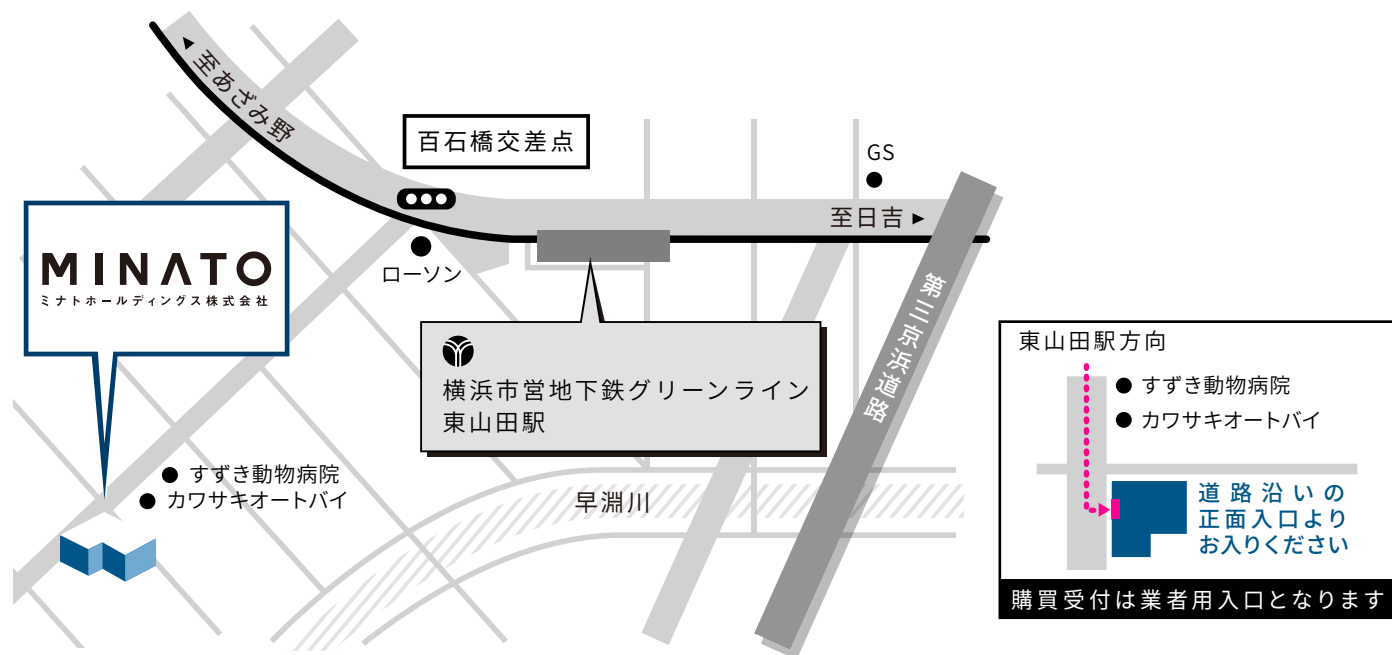 至あざみ野
百石橋交差点
GS
至日吉
ローソン
MINATO
ミナトホールディングス株式会社
第三京浜道路
横浜市営地下鉄グリーンライン
東山田駅
すずき動物病院
カワサキオートバイ
早淵川
東山田駅方向
すずき動物病院
カワサキオートバイ
道路沿いの
正面入口より
お入りください
購買受付は業者用入口となります